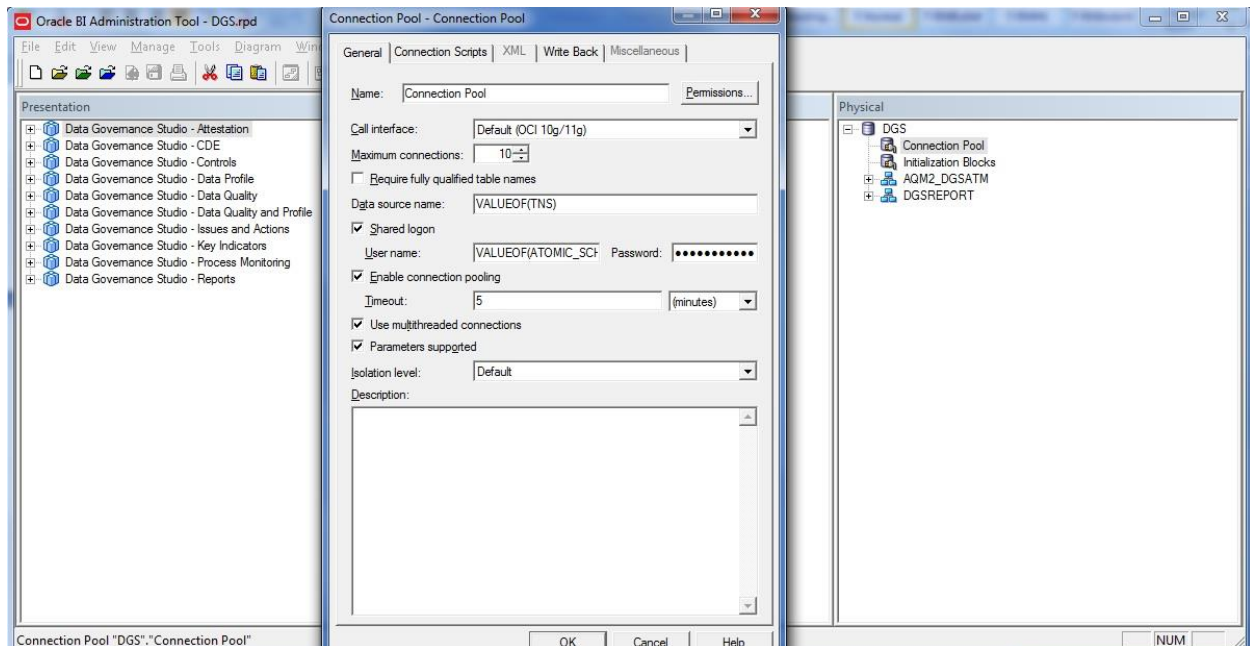 Oracle BI Administration Tool - DGS.rpd
File Edit View Manage Tools Diagram
Presentation
Data Governance Studio - Attestation
Data Governance Studio - CDE
Data Governance Studio - Controls
Data Governance Studio - Data Profile
Data Governance Studio - Data Quality
Data Governance Studio - Data Quality and Profile
Data Governance Studio - Issues and Actions
Data Governance Studio - Key Indicators
Data Governance Studio - Process Monitoring
Data Governance Studio - Reports
Connection Pool "DGS"."Connection Pool"
Connection Pool - Connection Pool
General Connection Scripts XML Write Back Miscellaneous
Name: Connection Pool Permissions...
Call interface: Default (OCI 10g/11g)
Maximum connections: 10
Require fully qualified table names
Data source name: VALUEOF(TNS)
Shared logon
User name: VALUEOF(ATOMIC_SCH Password: ●●●●●●●●●●●
Enable connection pooling
Timeout: 5 (minutes)
Use multithreaded connections
Parameters supported
Isolation level: Default
Description:
OK Cancel Help
Physical
DGS
Connection Pool
Initialization Blocks
AQM2_DGSATM
DGSREPORT
NUM